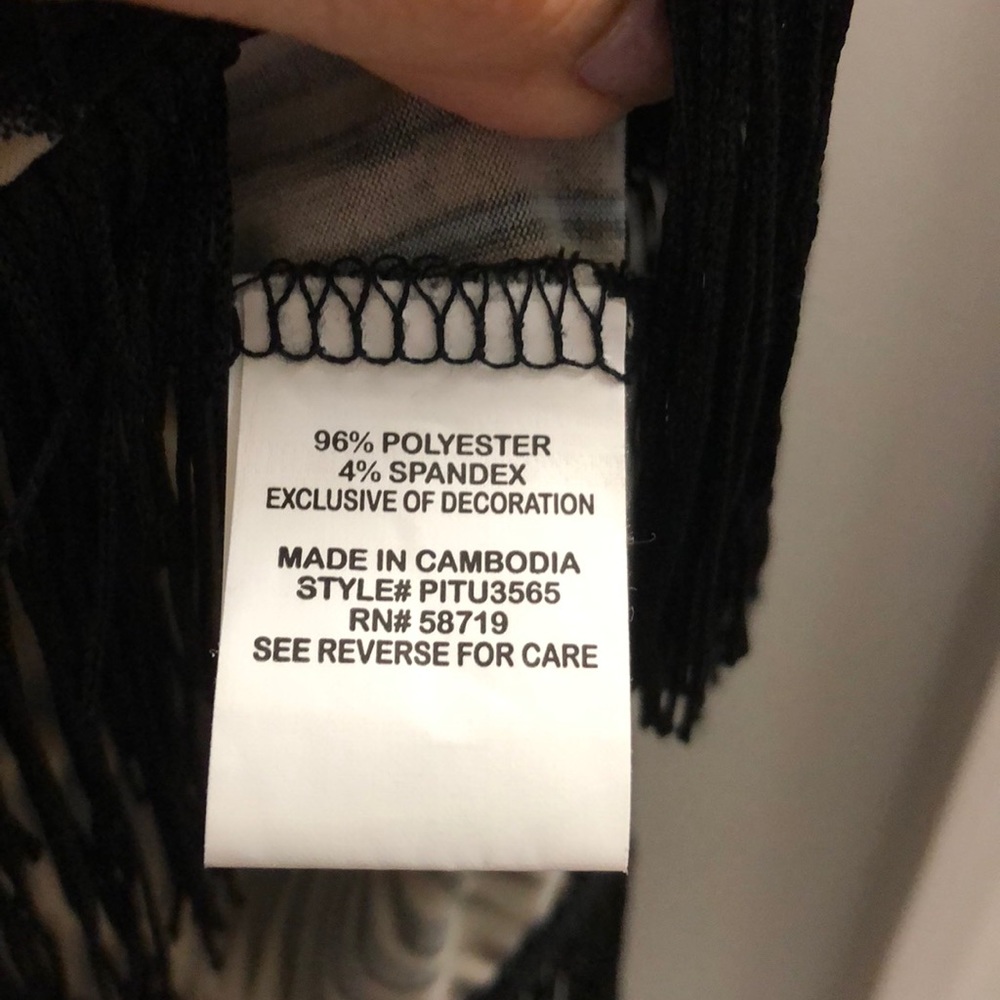 96% POLYESTER
4% SPANDEX
EXCLUSIVE OF DECORATION
MADE IN CAMBODIA
STYLE# PITU3565
RN# 58719
SEE REVERSE FOR CARE